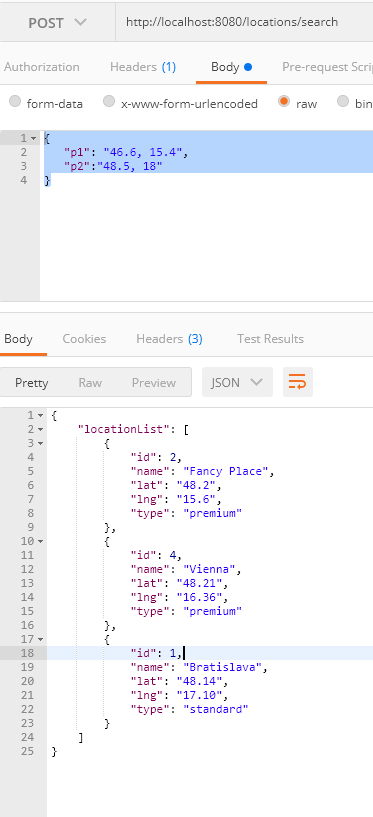 POST http://localhost:8080/locations/search
Authorization Headers (1) Body Pre-request Scri
form-data x-www-form-urlencoded raw bin
1 {
2 "p1": "46.6, 15.4",
3 "p2":"48.5, 18"
4 }
Body Cookies Headers (3) Test Results
Pretty Raw Preview JSON
1 {
2 "locationList": [
3 {
4 "id": 2,
5 "name": "Fancy Place",
6 "lat": "48.2",
7 "lng": "15.6",
8 "type": "premium"
9 },
10 {
11 "id": 4,
12 "name": "Vienna",
13 "lat": "48.21",
14 "lng": "16.36",
15 "type": "premium"
16 },
17 {
18 "id": 1,
19 "name": "Bratislava",
20 "lat": "48.14",
21 "lng": "17.10",
22 "type": "standard"
23 }
24 ]
25 }